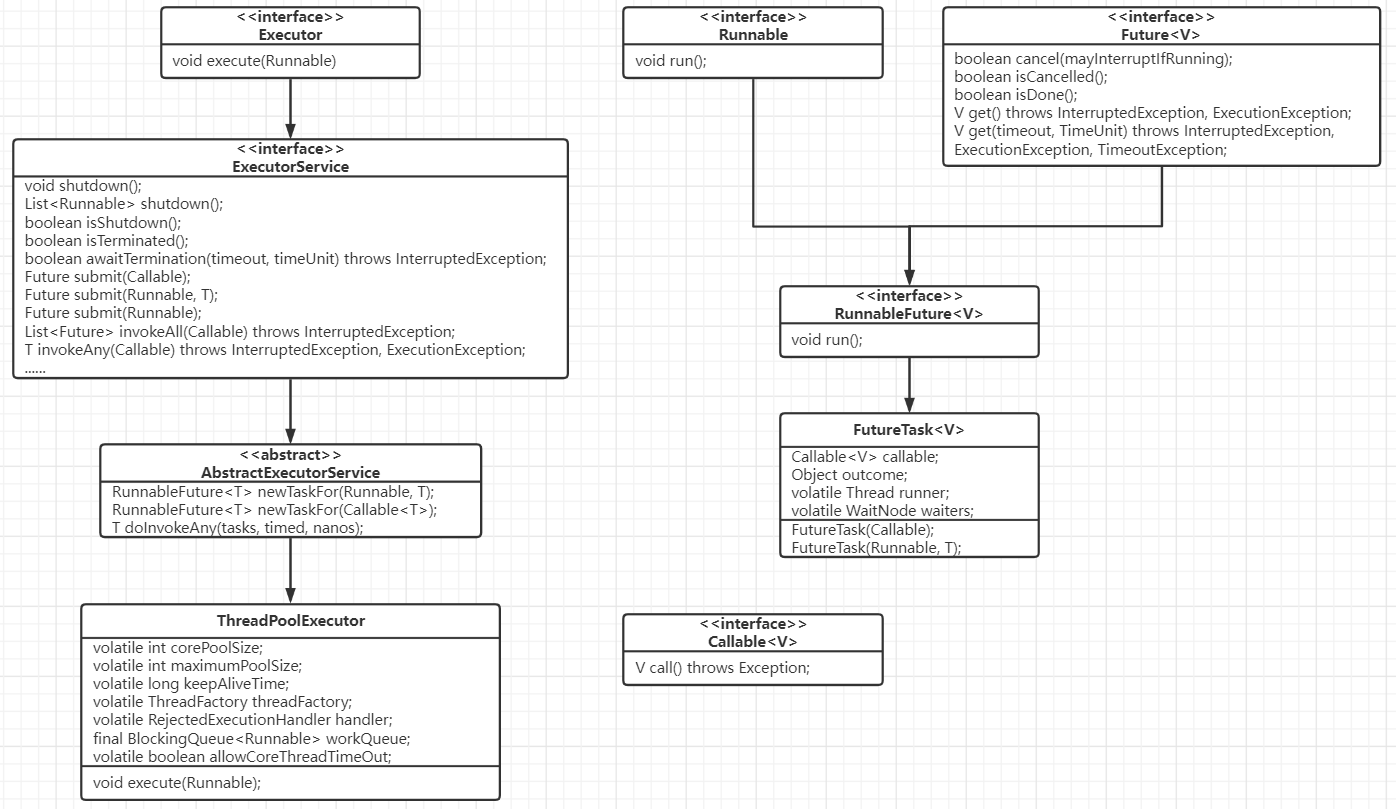 <<interface>>
Executor
void execute(Runnable)
<<interface>>
ExecutorService
void shutdown();
List<Runnable> shutdown();
boolean isShutdown();
boolean isTerminated();
boolean awaitTermination(timeout, timeUnit) throws InterruptedException;
Future submit(Callable);
Future submit(Runnable, T);
Future submit(Runnable);
List<Future> invokeAll(Callable) throws InterruptedException;
T invokeAny(Callable) throws InterruptedException, ExecutionException;
......
<<abstract>>
AbstractExecutorService
RunnableFuture<T> newTaskFor(Runnable, T);
RunnableFuture<T> newTaskFor(Callable<T>);
T doInvokeAny(tasks, timed, nanos);
ThreadPoolExecutor
volatile int corePoolSize;
volatile int maximumPoolSize;
volatile long keepAliveTime;
volatile ThreadFactory threadFactory;
volatile RejectedExecutionHandler handler;
final BlockingQueue<Runnable> workQueue;
volatile boolean allowCoreThreadTimeOut;
void execute(Runnable);
<<interface>>
Runnable
void run();
<<interface>>
Future<V>
boolean cancel(mayInterruptIfRunning);
boolean isCancelled();
boolean isDone();
V get() throws InterruptedException, ExecutionException;
V get(timeout, TimeUnit) throws InterruptedException,
ExecutionException, TimeoutException;
<<interface>>
RunnableFuture<V>
void run();
FutureTask<V>
Callable<V> callable;
Object outcome;
volatile Thread runner;
volatile WaitNode waiters;
FutureTask(Callable);
FutureTask(Runnable, T);
<<interface>>
Callable<V>
V call() throws Exception;